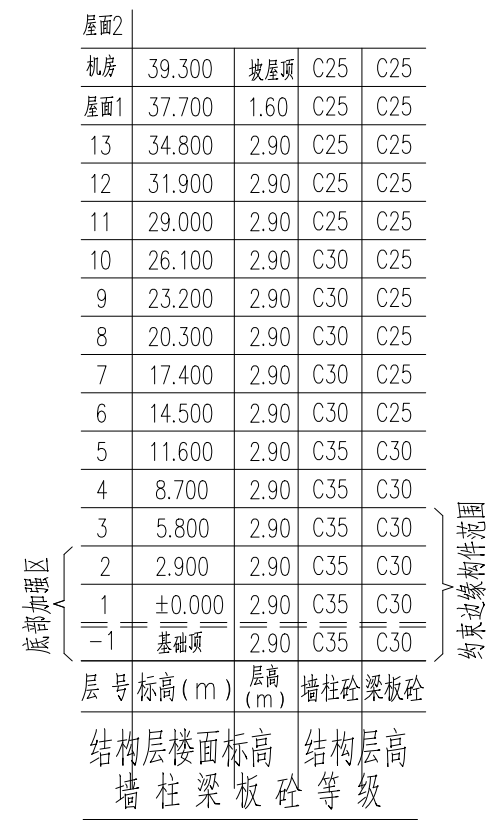 屋面2
机房 39.300 坡屋顶 C25 C25
屋面1 37.700 1.60 C25 C25
13 34.800 2.90 C25 C25
12 31.900 2.90 C25 C25
11 29.000 2.90 C25 C25
10 26.100 2.90 C30 C25
9 23.200 2.90 C30 C25
8 20.300 2.90 C30 C25
7 17.400 2.90 C30 C25
6 14.500 2.90 C30 C25
5 11.600 2.90 C35 C30
4 8.700 2.90 C35 C30
3 5.800 2.90 C35 C30
2 2.900 2.90 C35 C30
1 ±0.000 2.90 C35 C30
-1 基础顶 2.90 C35 C30
层号 标高(m) 层高(m) 墙柱砼 梁板砼
结构层楼面标高 结构层高
墙柱梁板砼等级
底部加强区
约束边缘构件范围